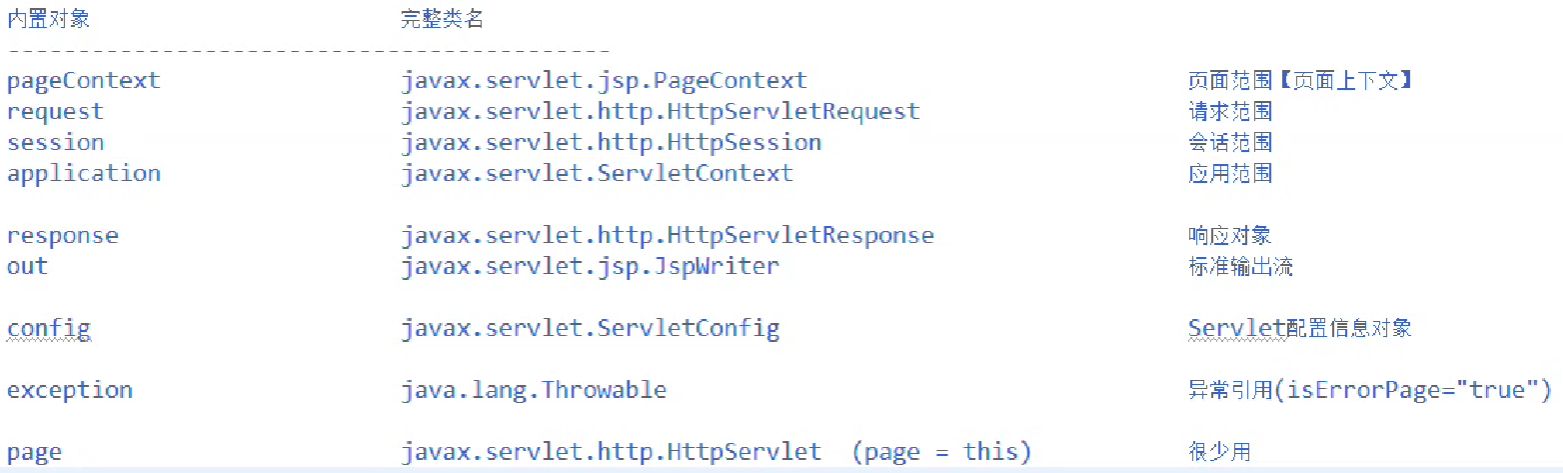 内置对象 完整类名
-------------------------------------------
pageContext javax.servlet.jsp.PageContext 页面范围【页面上下文】
request javax.servlet.http.HttpServletRequest 请求范围
session javax.servlet.http.HttpSession 会话范围
application javax.servlet.ServletContext 应用范围
response javax.servlet.http.HttpServletResponse 响应对象
out javax.servlet.jsp.JspWriter 标准输出流
config javax.servlet.ServletConfig Servlet配置信息对象
exception java.lang.Throwable 异常引用(isErrorPage="true")
page javax.servlet.http.HttpServlet (page = this) 很少用